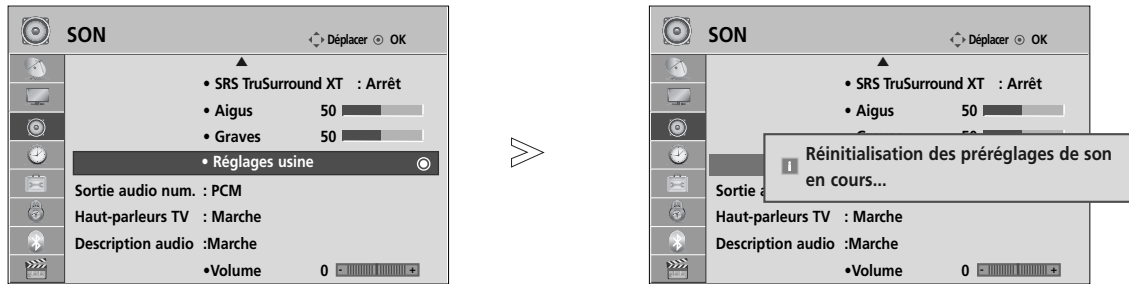 SON
Déplacer OK
• SRS TruSurround XT : Arrêt
• Aigus 50
• Graves 50
• Réglages usine
Sortie audio num. : PCM
Haut-parleurs TV : Marche
Description audio :Marche
•Volume 0 - +
>
SON
Déplacer OK
• SRS TruSurround XT : Arrêt
• Aigus 50
Réinitialisation des préréglages de son
en cours...
Sortie
Haut-parleurs TV : Marche
Description audio :Marche
•Volume 0 - +